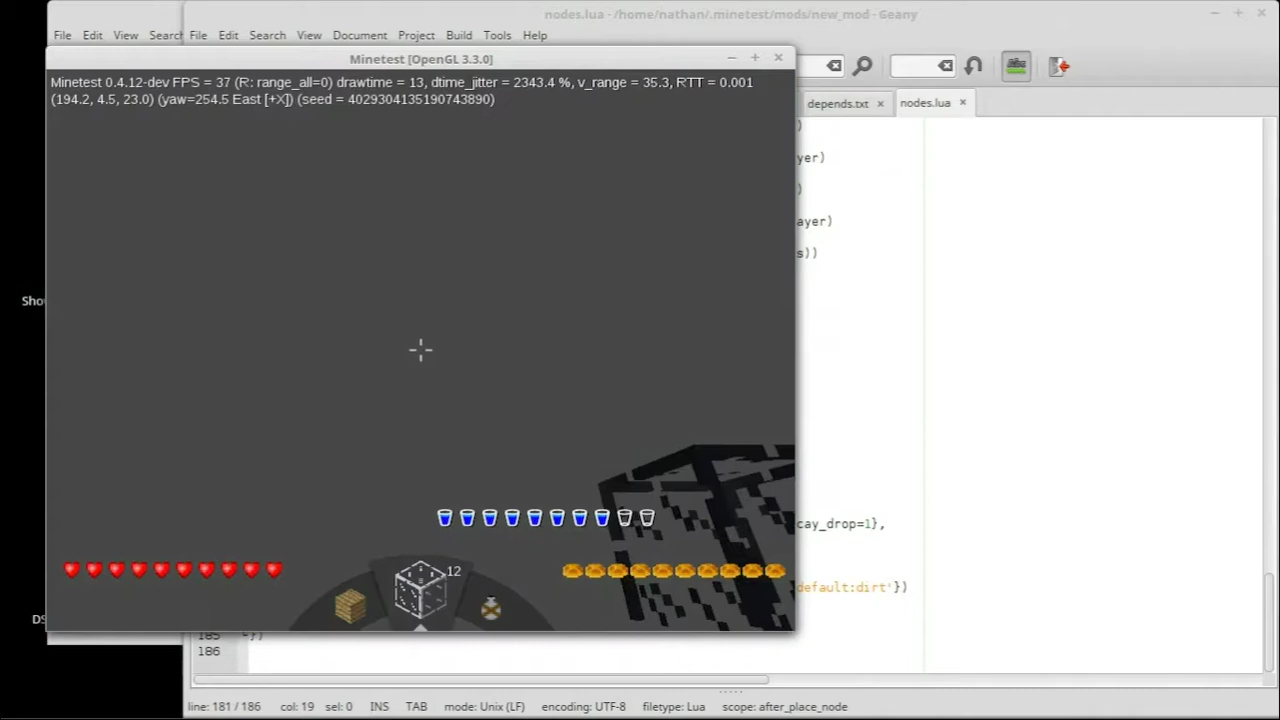 nodes.lua - /home/nathan/.minetest/mods/new_mod - Geany
File Edit View Searc File Edit Search View Document Project Build Tools Help
Minetest [OpenGL 3.3.0]
Minetest 0.4.12-dev FPS = 37 (R: range_all=0) drawtime = 13, dtime_jitter = 2343.4 %, v_range = 35.3, RTT = 0.001
(194.2, 4.5, 23.0) (yaw=254.5 East [+X]) (seed = 4029304135190743890)
depends.txt nodes.lua
)
yer)
)
ayer)
s))
Sho
cay_drop=1},
12
default:dirt'})
DS
185 })
186
line: 181 / 186 col: 19 sel: 0 INS TAB mode: Unix (LF) encoding: UTF-8 filetype: Lua scope: after_place_node